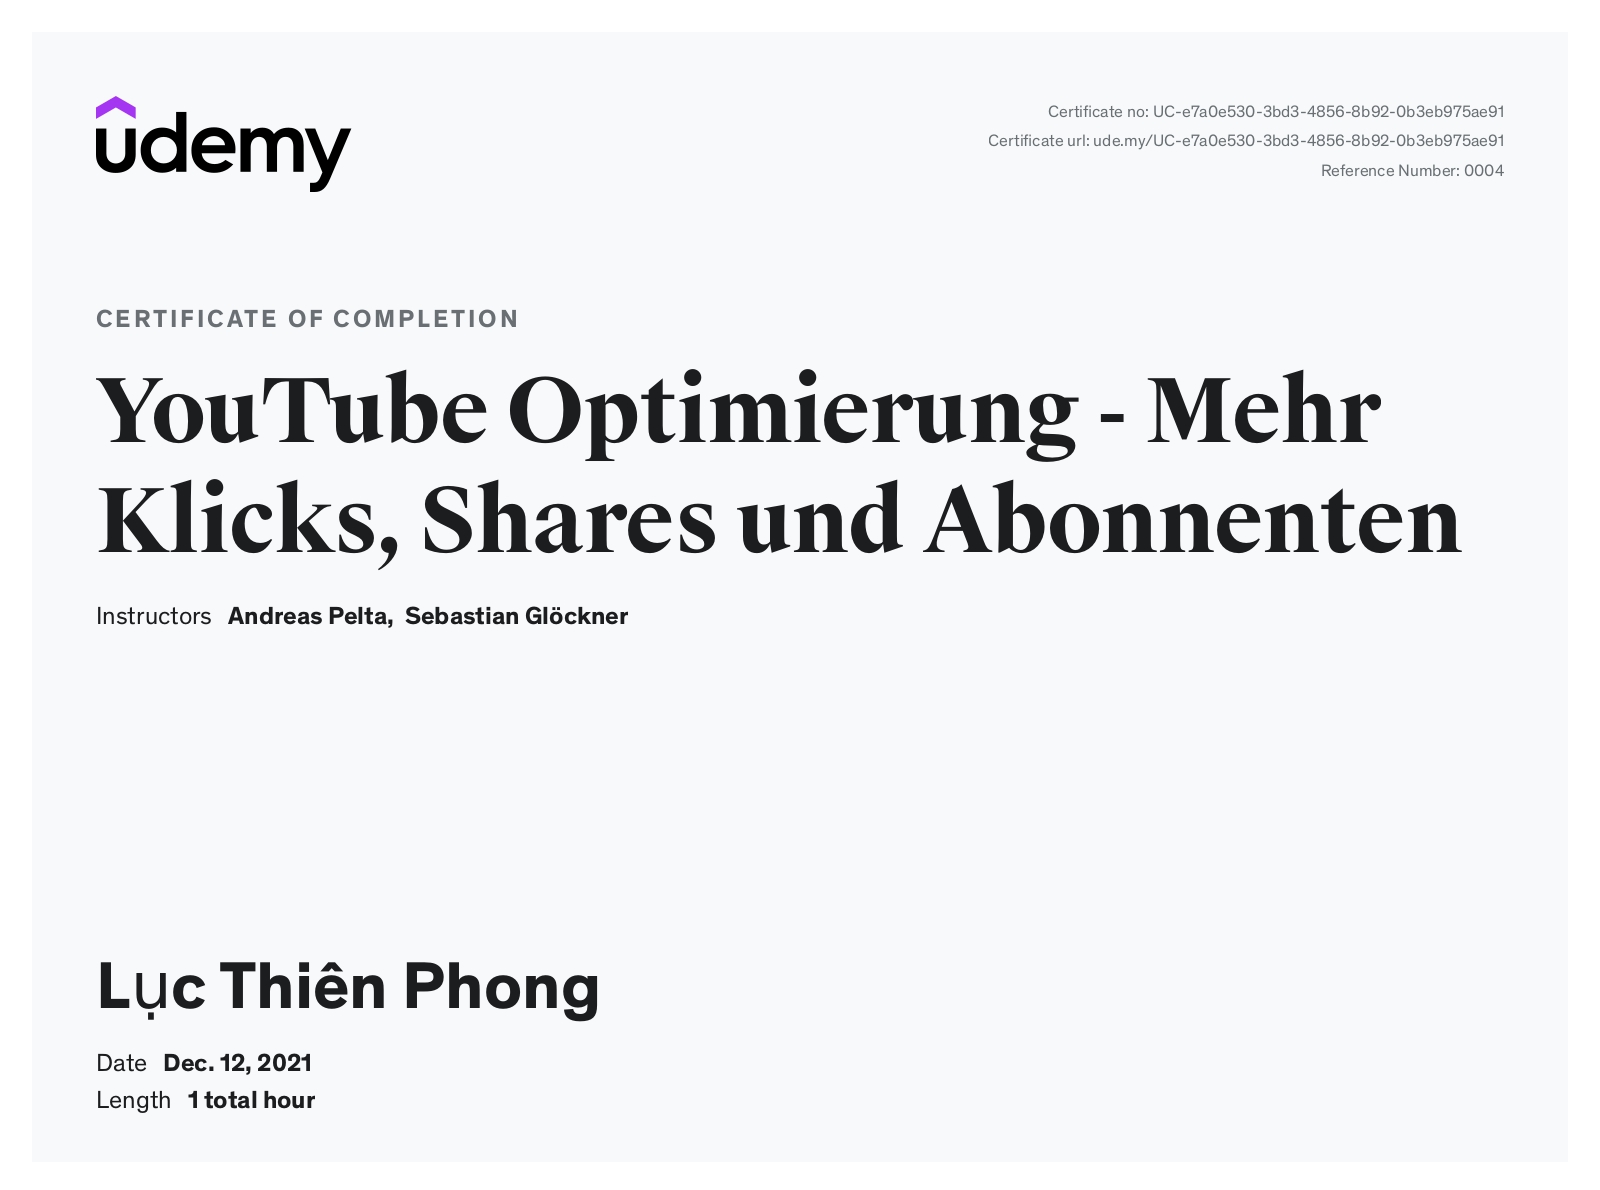 udemy
Certificate no: UC-e7a0e530-3bd3-4856-8b92-0b3eb975ae91
Certificate url: ude.my/UC-e7a0e530-3bd3-4856-8b92-0b3eb975ae91
Reference Number: 0004
CERTIFICATE OF COMPLETION
YouTube Optimierung - Mehr
Klicks, Shares und Abonnenten
Instructors Andreas Pelta, Sebastian Glöckner
Lục Thiên Phong
Date Dec. 12, 2021
Length 1 total hour